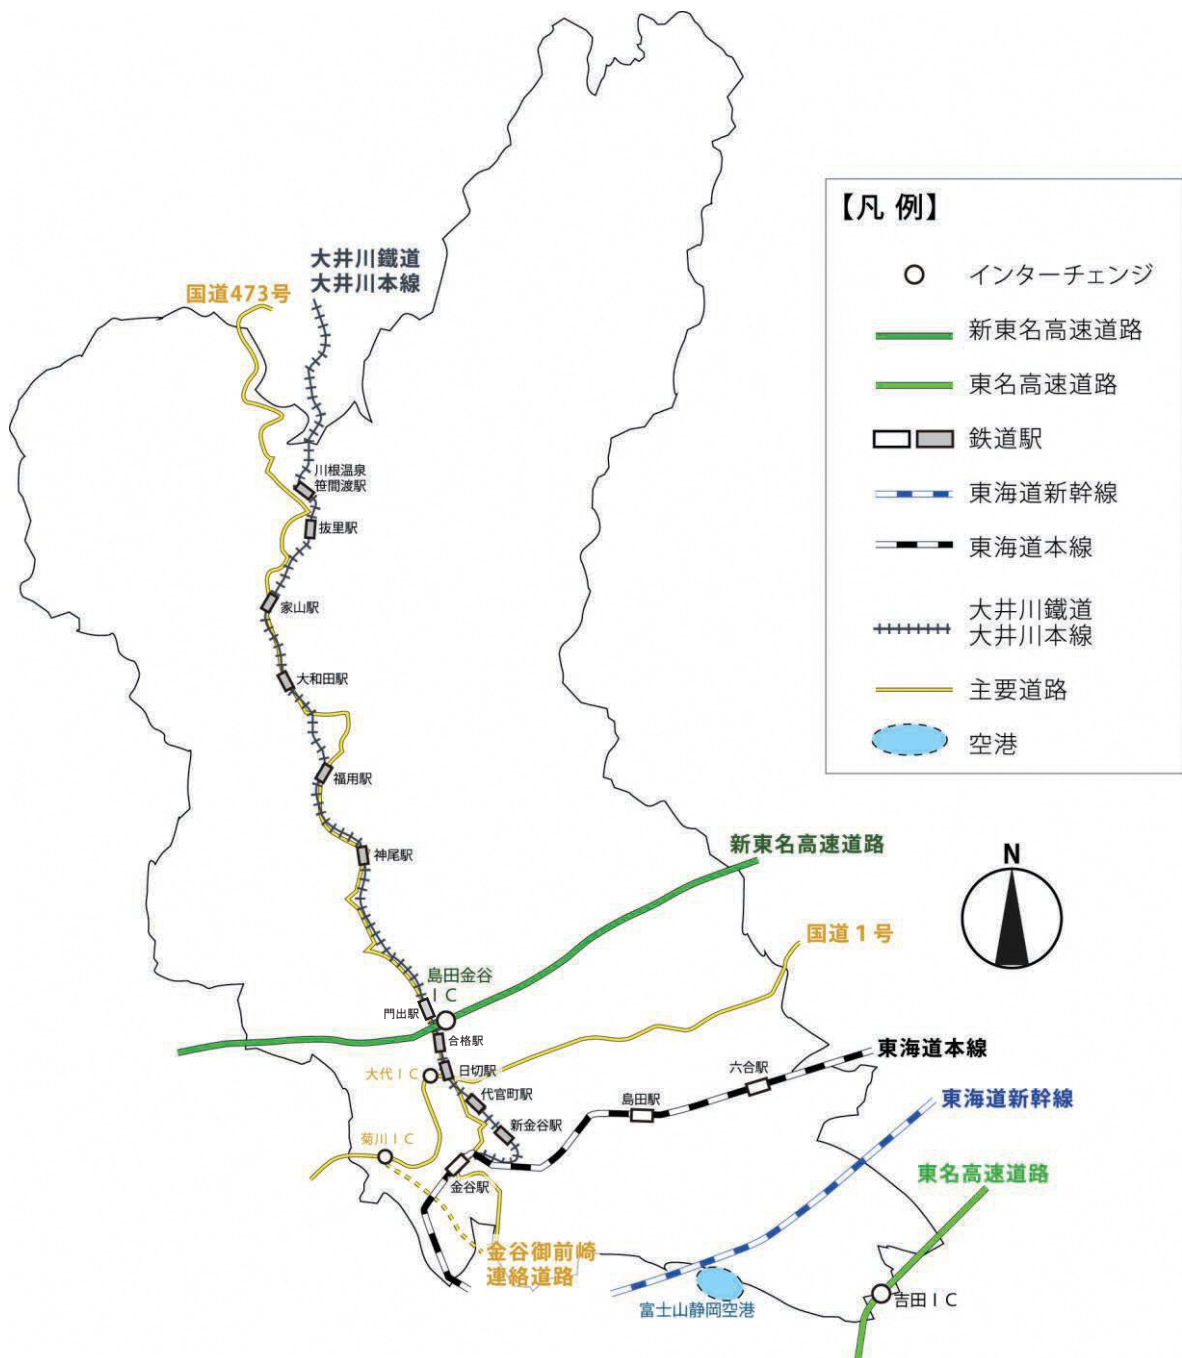 大井川鐵道
大井川本線
国道473号
【凡 例】
インターチェンジ
新東名高速道路
東名高速道路
鉄道駅
東海道新幹線
東海道本線
大井川鐵道
大井川本線
主要道路
空港
川根温泉
笹間渡駅
抜里駅
家山駅
大和田駅
福用駅
神尾駅
新東名高速道路
N
国道1号
島田金谷
IC
門出駅
合格駅
大代IC
日切駅
代官町駅
新金谷駅
菊川IC
金谷駅
島田駅
六合駅
東海道本線
東海道新幹線
東名高速道路
金谷御前崎
連絡道路
富士山静岡空港
吉田IC